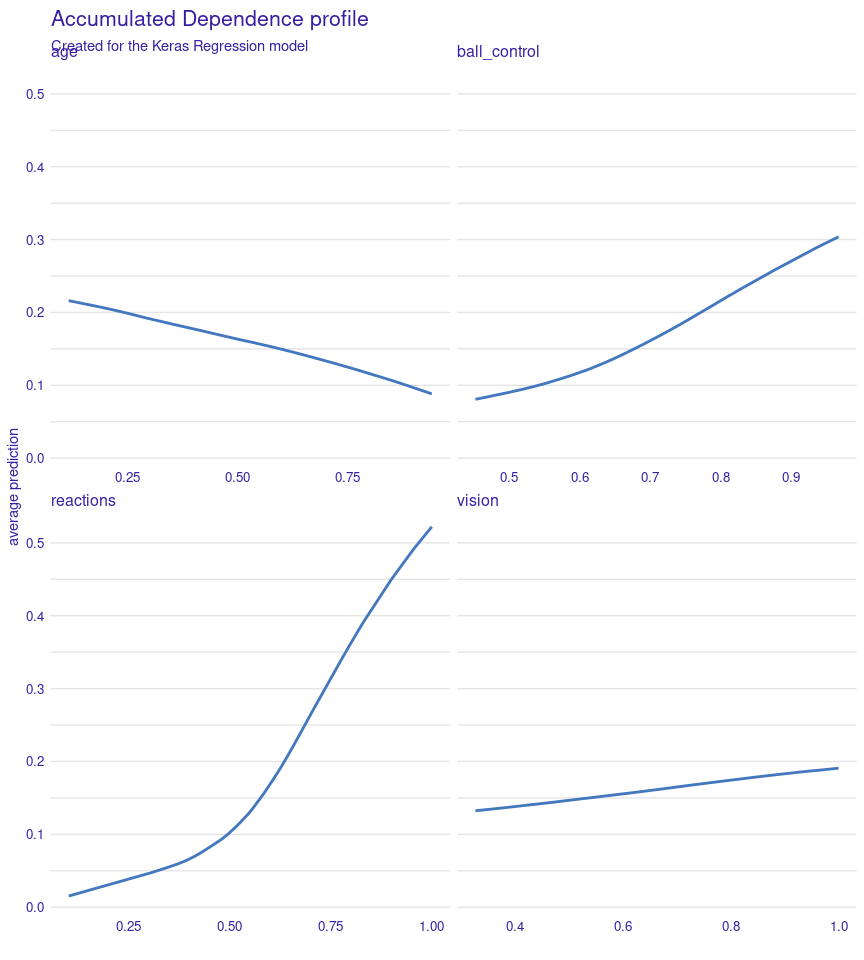 Accumulated Dependence profile
Created for the Keras Regression model
age
ball_control
0.5
0.4
0.3
0.2
0.1
0.0
0.25 0.50 0.75
0.5 0.6 0.7 0.8 0.9
average prediction
reactions
vision
0.5
0.4
0.3
0.2
0.1
0.0
0.25 0.50 0.75 1.00
0.4 0.6 0.8 1.0